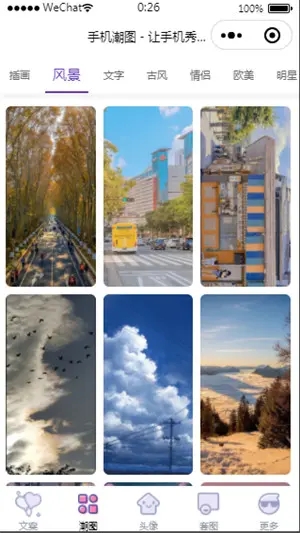 WeChat 0:26 100%
手机潮图 - 让手机秀...
插画 风景 文字 古风 情侣 欧美 明星
文案 潮图 头像 套图 更多